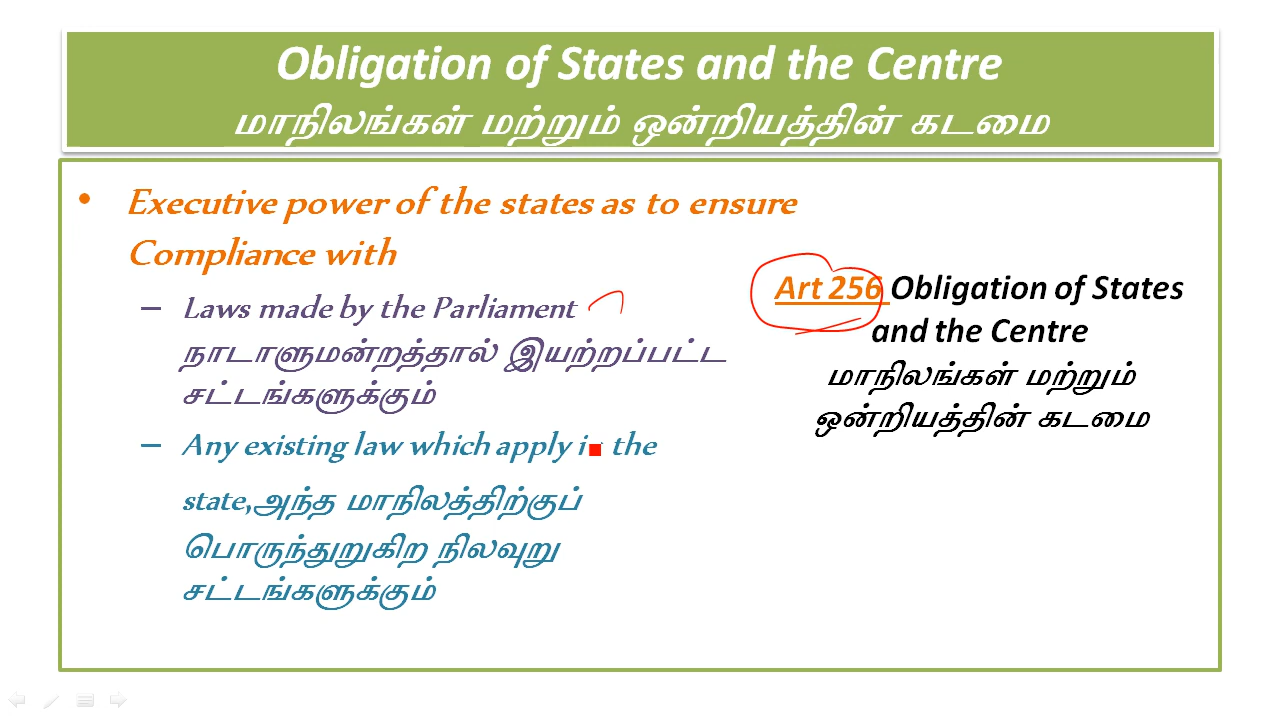 Obligation of States and the Centre
மாநிலங்கள் மற்றும் ஒன்றியத்தின் கடமை
• Executive power of the states as to ensure
Compliance with
– Laws made by the Parliament
நாடாளுமன்றத்தால் இயற்றப்பட்ட
சட்டங்களுக்கும்
– Any existing law which apply in the
state,அந்த மாநிலத்திற்குப்
பொருந்துறுகிற நிலவுறு
சட்டங்களுக்கும்
Art 256 Obligation of States
and the Centre
மாநிலங்கள் மற்றும்
ஒன்றியத்தின் கடமை